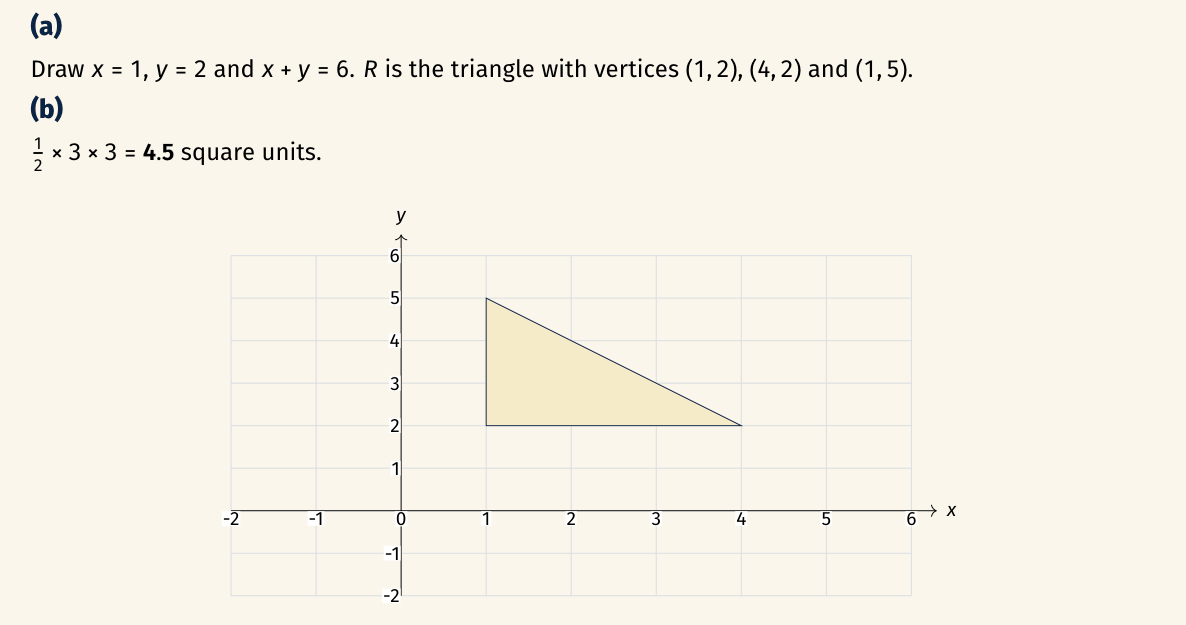 (a)
Draw x = 1, y = 2 and x + y = 6. R is the triangle with vertices (1, 2), (4, 2) and (1, 5).
(b)
1/2 × 3 × 3 = 4.5 square units.
y
6
5
4
3
2
1
-2 -1 0 1 2 3 4 5 6 x
-1
-2